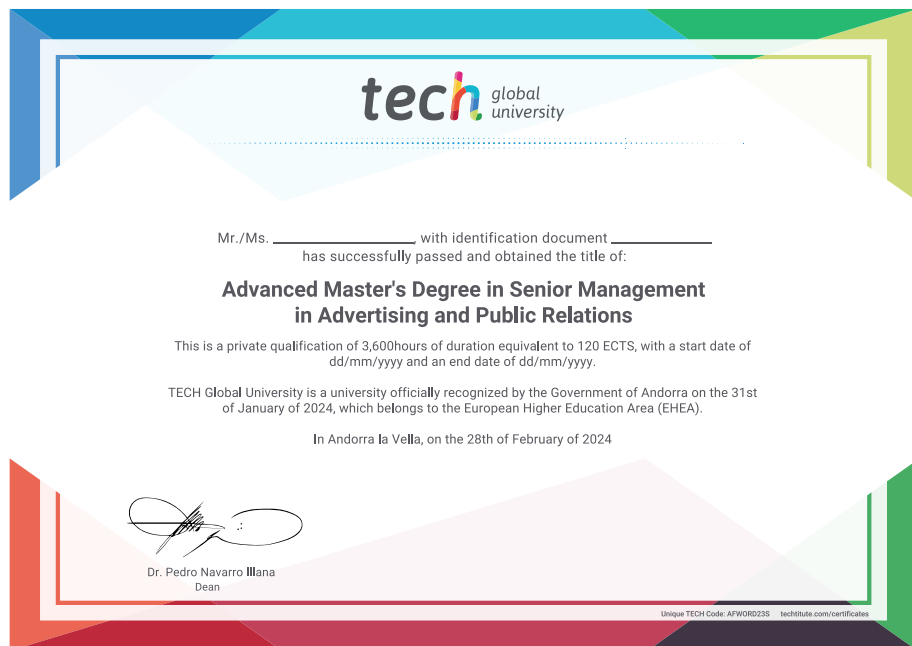 tech global
university
Mr./Ms. ____________, with identification document ____________
has successfully passed and obtained the title of:
Advanced Master's Degree in Senior Management
in Advertising and Public Relations
This is a private qualification of 3,600hours of duration equivalent to 120 ECTS, with a start date of
dd/mm/yyyy and an end date of dd/mm/yyyy.
TECH Global University is a university officially recognized by the Government of Andorra on the 31st
of January of 2024, which belongs to the European Higher Education Area (EHEA).
In Andorra la Vella, on the 28th of February of 2024
Dr. Pedro Navarro Illana
Dean
Unique TECH Code: AFWORD23S techtitute.com/certificates